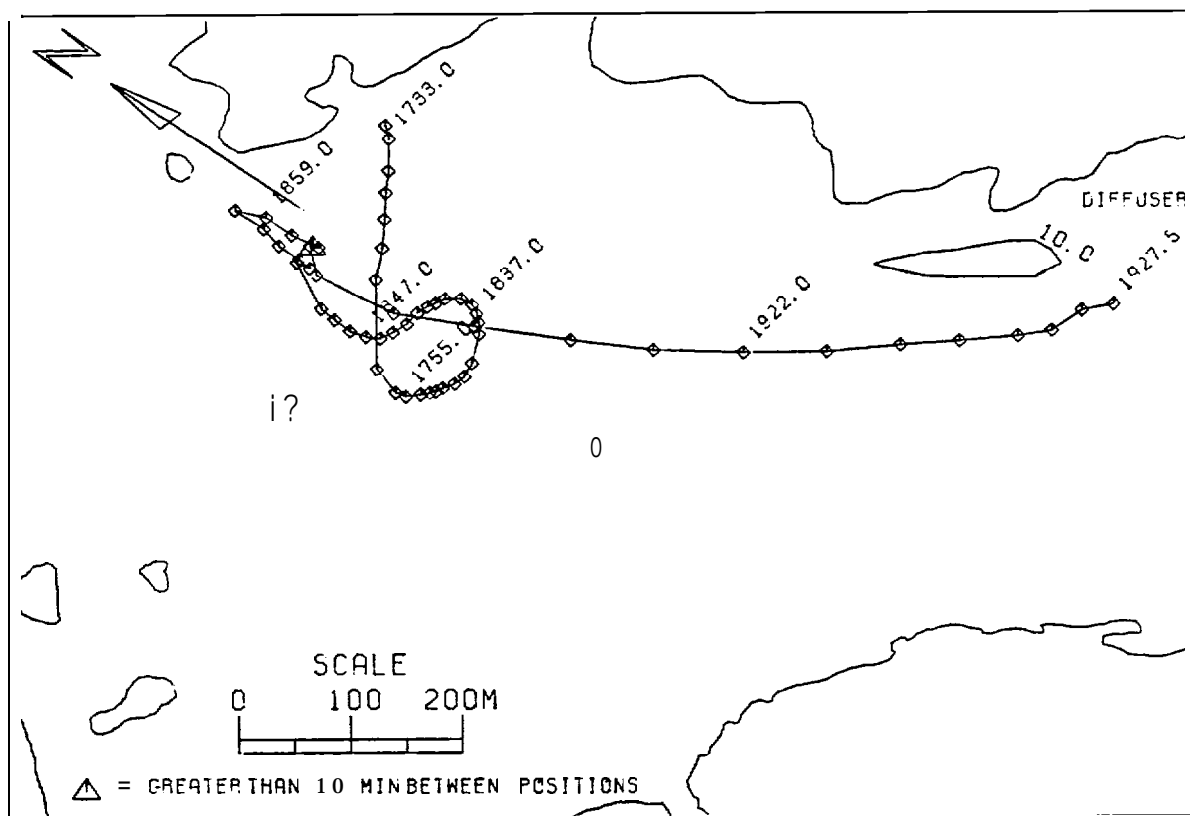 1733.0
1859.0
DIFFUSER
10.0
1927.5
1837.0
1847.0
1922.0
1755.0
i?
0
SCALE
0 100 200M
= GREATER THAN 10 MIN BETWEEN POSITIONS